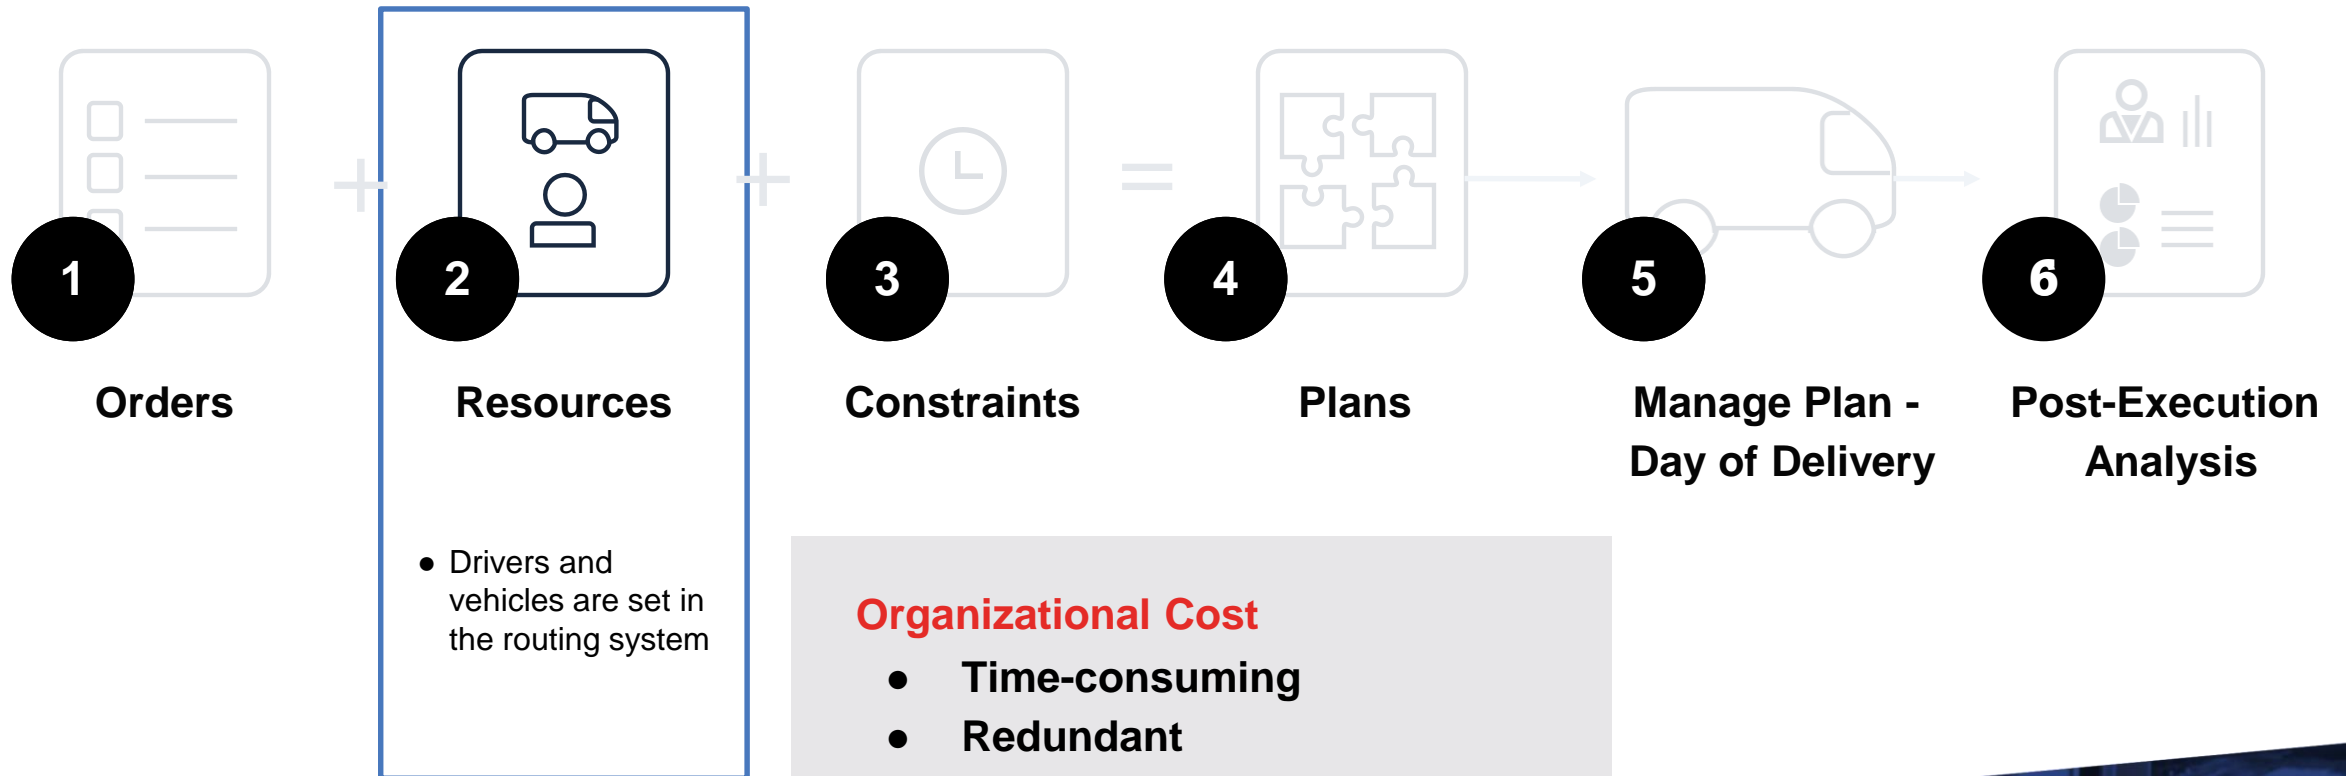 1
2
3
4
5
6
Orders
Resources
Constraints
Plans
Manage Plan -
Day of Delivery
Post-Execution
Analysis
● Drivers and
vehicles are set in
the routing system
Organizational Cost
● Time-consuming
● Redundant